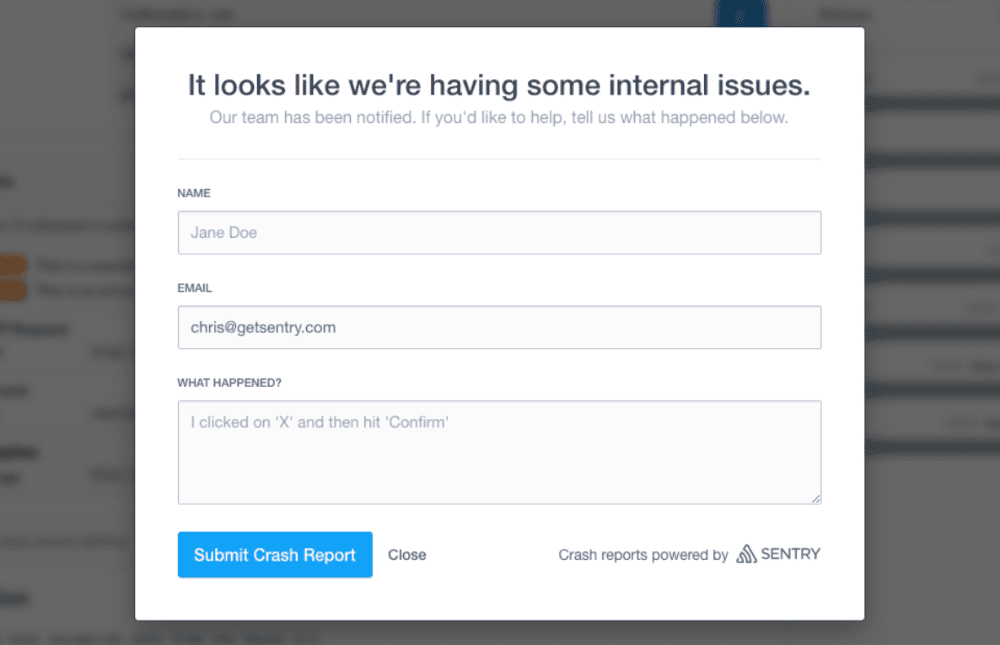 It looks like we're having some internal issues.
Our team has been notified. If you'd like to help, tell us what happened below.
NAME
Jane Doe
EMAIL
chris@getsentry.com
WHAT HAPPENED?
I clicked on 'X' and then hit 'Confirm'
Submit Crash Report Close Crash reports powered by SENTRY